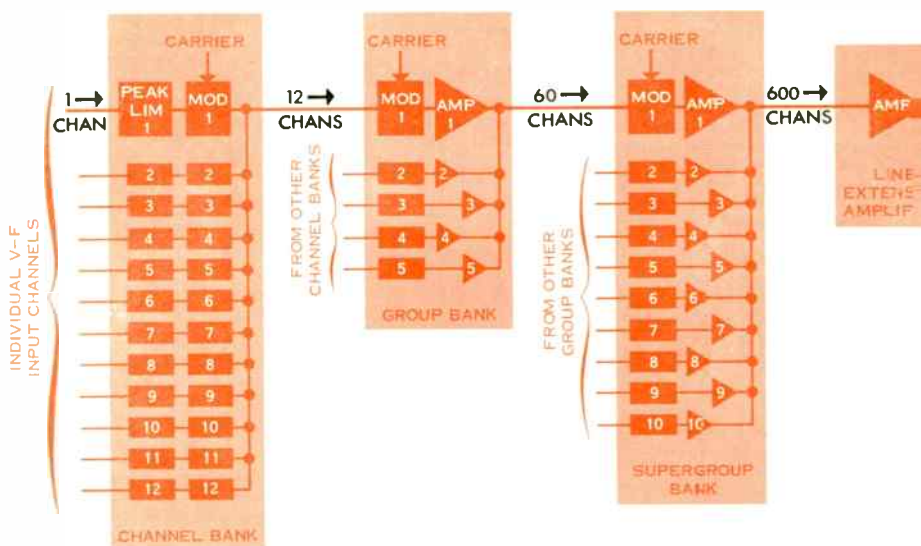 CARRIER
1 →
CHAN
PEAK
LIM
1
MOD
1
2 2
3 3
4 4
5 5
6 6
7 7
8 8
9 9
10 10
11 11
12 12
INDIVIDUAL V-F
INPUT CHANNELS
CHANNEL BANK
12 →
CHANS
CARRIER
MOD
1
AMP
1
2 2
3 3
4 4
5 5
FROM OTHER
CHANNEL BANKS
GROUP BANK
60 →
CHANS
CARRIER
MOD
1
AMP
1
2 2
3 3
4 4
5 5
6 6
7 7
8 8
9 9
10 10
FROM OTHER
GROUP BANKS
SUPERGROUP
BANK
600 →
CHANS
AMP
LINE-
EXTENS
AMPLIF